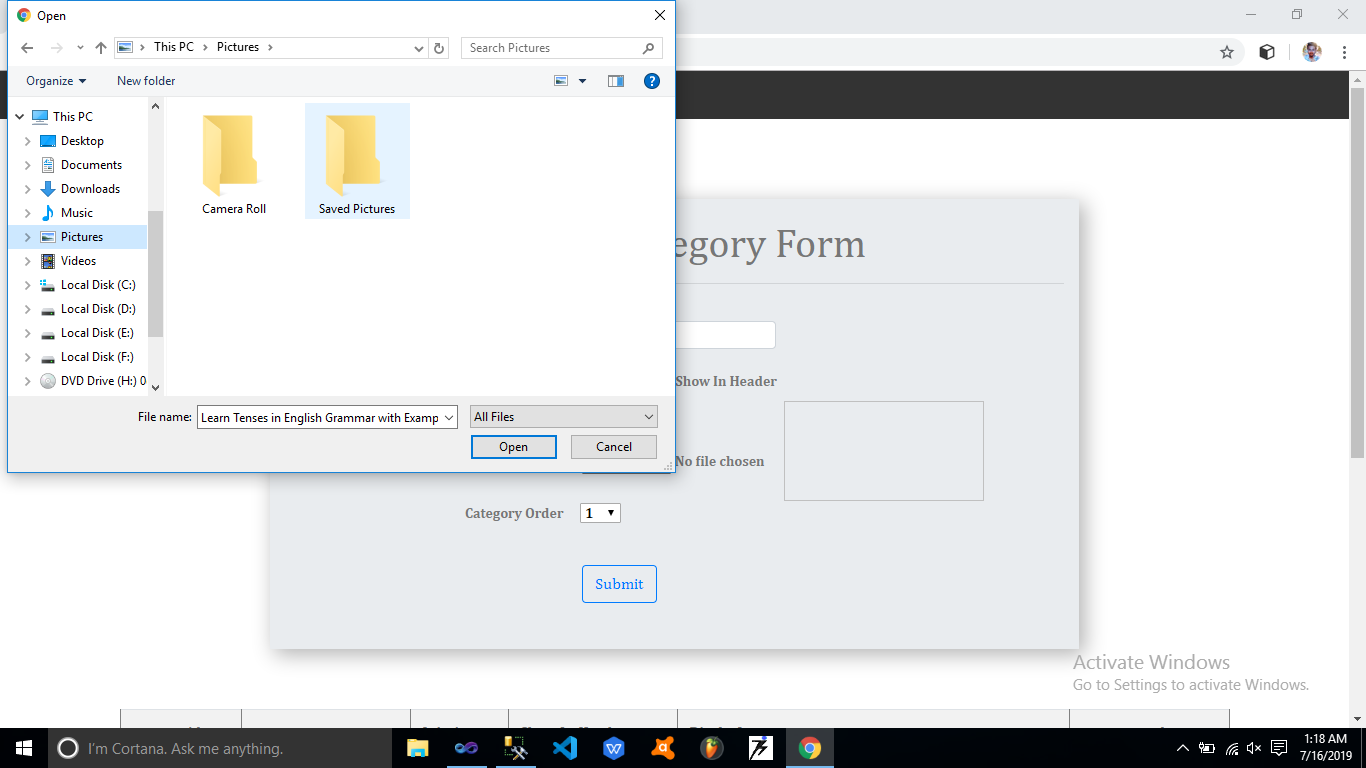 Open
This PC
Pictures
Search Pictures
Organize
New folder
This PC
Desktop
Documents
Downloads
Music
Pictures
Videos
Local Disk (C:)
Local Disk (D:)
Local Disk (E:)
Local Disk (F:)
DVD Drive (H:) 0
Camera Roll
Saved Pictures
File name:
Learn Tenses in English Grammar with Examp
All Files
Open
Cancel
egory Form
Show In Header
No file chosen
Category Order
1
Submit
Activate Windows
Go to Settings to activate Windows.
I'm Cortana. Ask me anything.
1:18 AM
7/16/2019